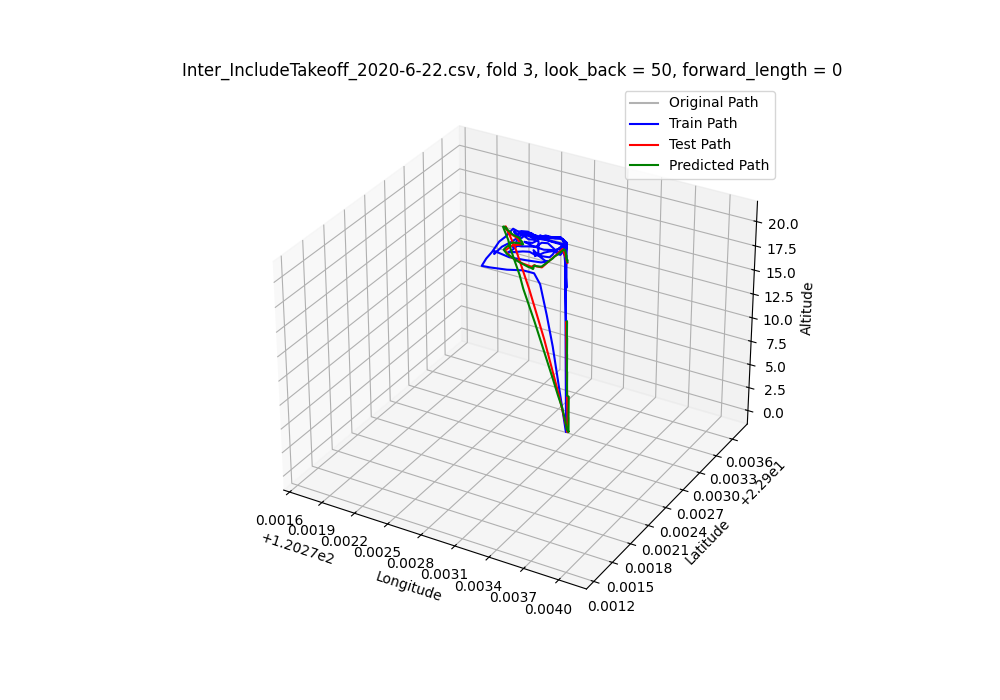 Inter_IncludeTakeoff_2020-6-22.csv, fold 3, look_back = 50, forward_length = 0
Original Path
Train Path
Test Path
Predicted Path
20.0
17.5
15.0
12.5
10.0
7.5
5.0
2.5
0.0
Altitude
0.0036
0.0033
0.0030
0.0027
0.0024
0.0021
0.0018
0.0015
0.0012
+2.29e1
Latitude
0.0016
0.0019
0.0022
0.0025
0.0028
0.0031
0.0034
0.0037
0.0040
+1.2027e2
Longitude